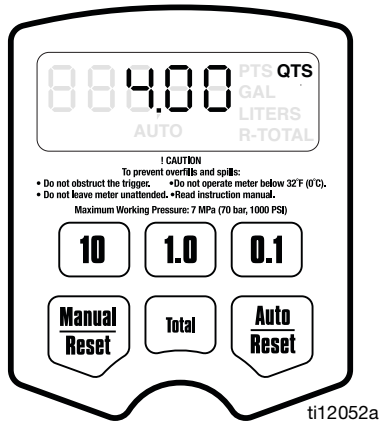 4.00 PTS QTS
GAL
LITERS
AUTO R-TOTAL
! CAUTION
To prevent overfills and spills:
• Do not obstruct the trigger. •Do not operate meter below 32°F (0°C).
• Do not leave meter unattended. •Read instruction manual.
Maximum Working Pressure: 7 MPa (70 bar, 1000 PSI)
10 1.0 0.1
Manual Total Auto
Reset Reset
ti12052a